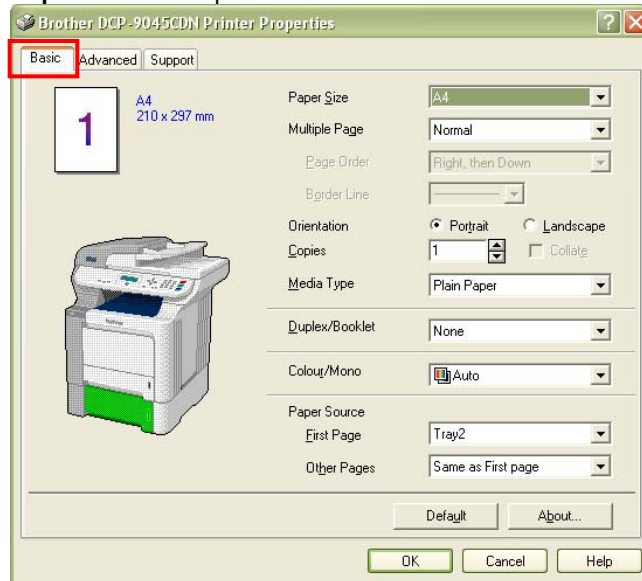 Brother DCP-9045CDN Printer Properties
Basic Advanced Support
1
A4
210 x 297 mm
Paper Size A4
Multiple Page Normal
Page Order Right, then Down
Border Line
Orientation Portrait Landscape
Copies 1 Collate
Media Type Plain Paper
Duplex/Booklet None
Colour/Mono Auto
Paper Source
First Page Tray2
Other Pages Same as First page
Default About...
OK Cancel Help